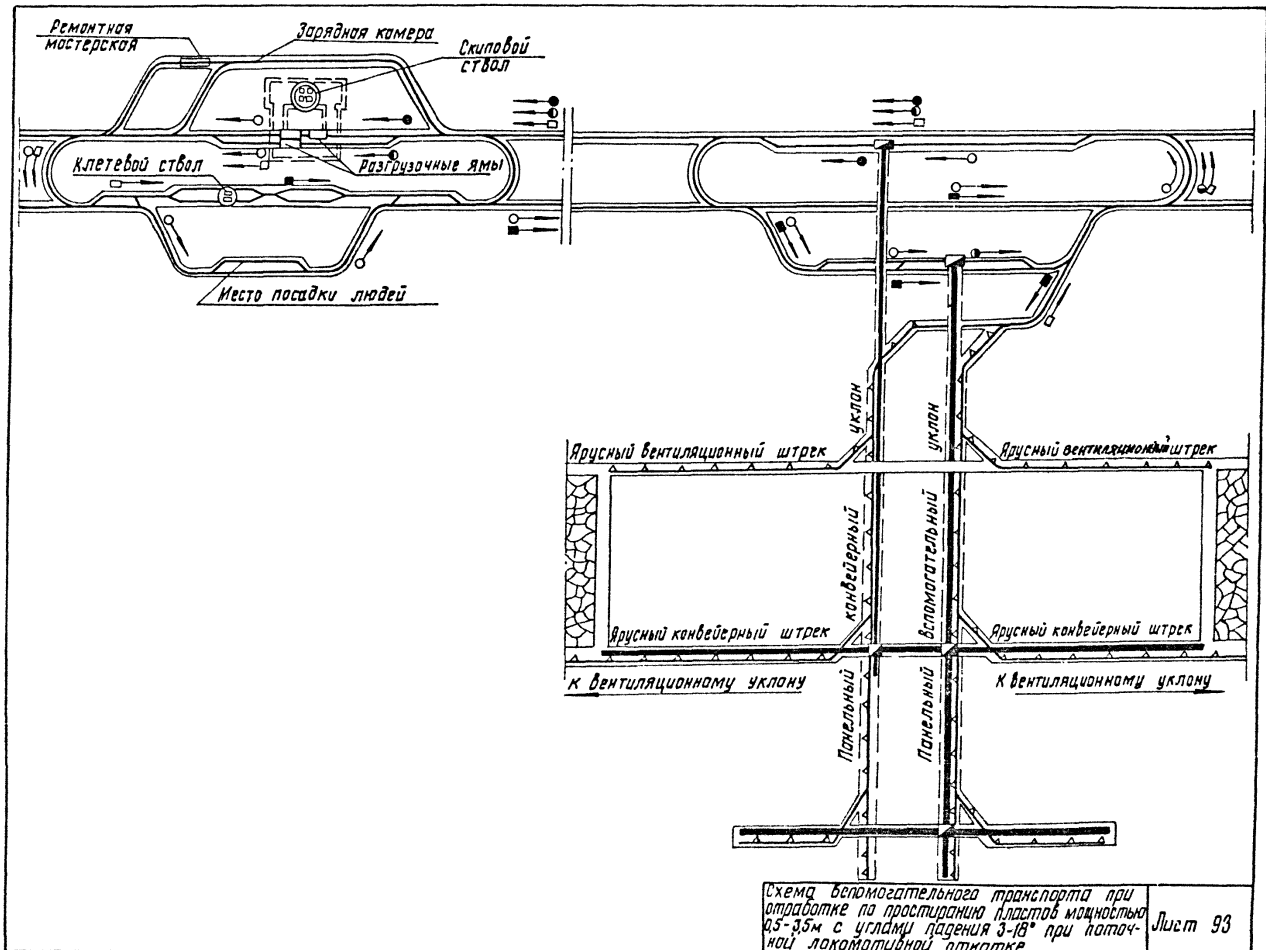 Ремонтная
мастерская
Зарядная камера
Скиповой
ствол
Клетевой ствол
Разгрузочные ямы
Место посадки людей
уклон
уклон
Ярусный вентиляционный штрек
Ярусный вентиляционный штрек
конвейерный
Вспомогательный
Ярусный конвейерный штрек
Ярусный конвейерный штрек
К вентиляционному уклону
К вентиляционному уклону
Панельный
Панельный
Схема вспомогательного транспорта при
отработке по простиранию пластов мощностью
0,5-3,5м с углами падения 3-18° при поточ-
ной локомотивной откатке
Лист 93